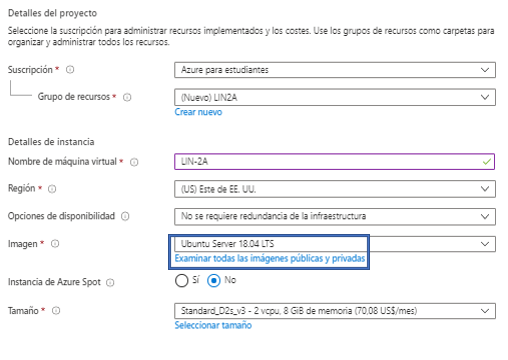 Detalles del proyecto
Seleccione la suscripción para administrar recursos implementados y los costes. Use los grupos de recursos como carpetas para
organizar y administrar todos los recursos.
Suscripción * Azure para estudiantes
Grupo de recursos * (Nuevo) LIN2A
Crear nuevo
Detalles de instancia
Nombre de máquina virtual * LIN-2A
Región * (US) Este de EE. UU.
Opciones de disponibilidad No se requiere redundancia de la infraestructura
Imagen * Ubuntu Server 18.04 LTS
Examinar todas las imágenes públicas y privadas
Instancia de Azure Spot Sí No
Tamaño * Standard_D2s_v3 - 2 vcpu, 8 GiB de memoria (70,08 US$/mes)
Seleccionar tamaño